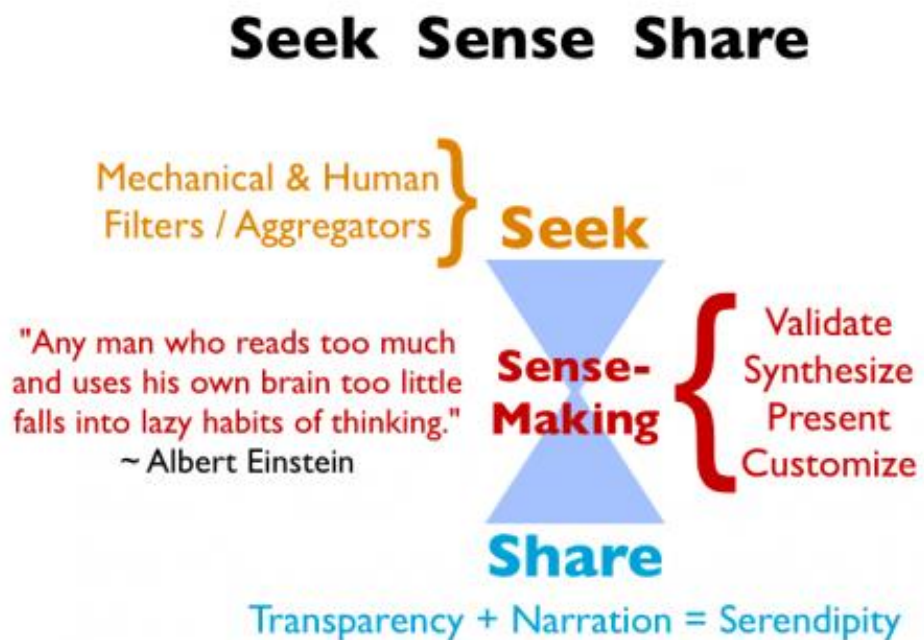 Seek Sense Share
Mechanical & Human
Filters / Aggregators
Seek
"Any man who reads too much
and uses his own brain too little
falls into lazy habits of thinking."
~ Albert Einstein
Sense-
Making
Validate
Synthesize
Present
Customize
Share
Transparency + Narration = Serendipity